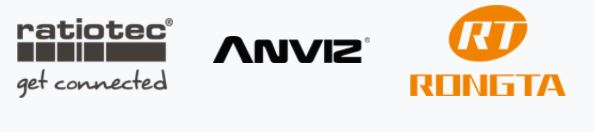 ratiotec®
get connected
ANVIZ®
RT
RONGTA